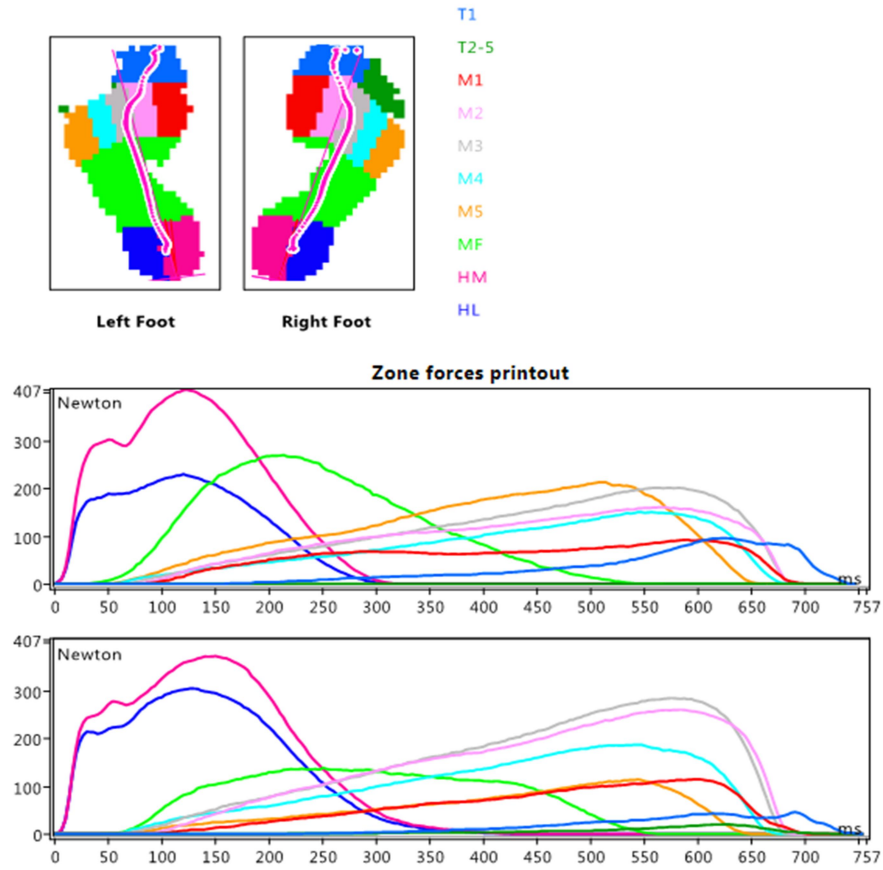 T1
T2-5
M1
M2
M3
M4
M5
MF
HM
HL
Left Foot
Right Foot
Zone forces printout
407
Newton
300
200
100
0
ms
0 50 100 150 200 250 300 350 400 450 500 550 600 650 700 757
407
Newton
300
200
100
0
ms
0 50 100 150 200 250 300 350 400 450 500 550 600 650 700 757